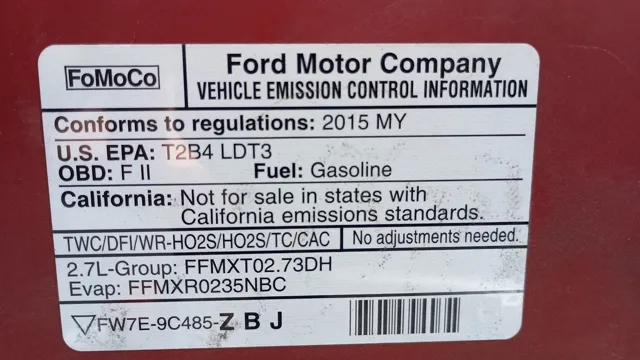 FoMoCo
Ford Motor Company
VEHICLE EMISSION CONTROL INFORMATION
Conforms to regulations: 2015 MY
U.S. EPA: T2B4 LDT3
OBD: F II Fuel: Gasoline
California: Not for sale in states with
California emissions standards.
TWC/DFI/WR-HO2S/HO2S/TC/CAC No adjustments needed.
2.7L-Group: FFMXT02.73DH
Evap: FFMXR0235NBC
FW7E-9C485-Z B J